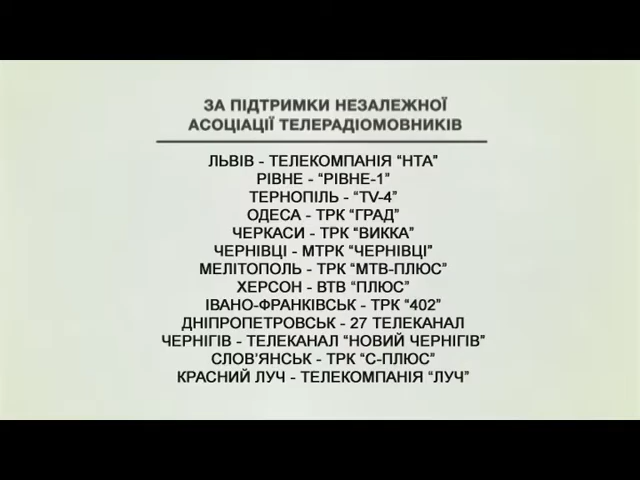 ЗА ПІДТРИМКИ НЕЗАЛЕЖНОЇ
АСОЦІАЦІЇ ТЕЛЕРАДІОМОВНИКІВ
ЛЬВІВ - ТЕЛЕКОМПАНІЯ “НТА”
РІВНЕ - “РІВНЕ-1”
ТЕРНОПІЛЬ - “TV-4”
ОДЕСА - ТРК “ГРАД”
ЧЕРКАСИ - ТРК “ВИККА”
ЧЕРНІВЦІ - МТРК “ЧЕРНІВЦІ”
МЕЛІТОПОЛЬ - ТРК “МТВ-ПЛЮС”
ХЕРСОН - ВТВ “ПЛЮС”
ІВАНО-ФРАНКІВСЬК - ТРК “402”
ДНІПРОПЕТРОВСЬК - 27 ТЕЛЕКАНАЛ
ЧЕРНІГІВ - ТЕЛЕКАНАЛ “НОВИЙ ЧЕРНІГІВ”
СЛОВ’ЯНСЬК - ТРК “С-ПЛЮС”
КРАСНИЙ ЛУЧ - ТЕЛЕКОМПАНІЯ “ЛУЧ”